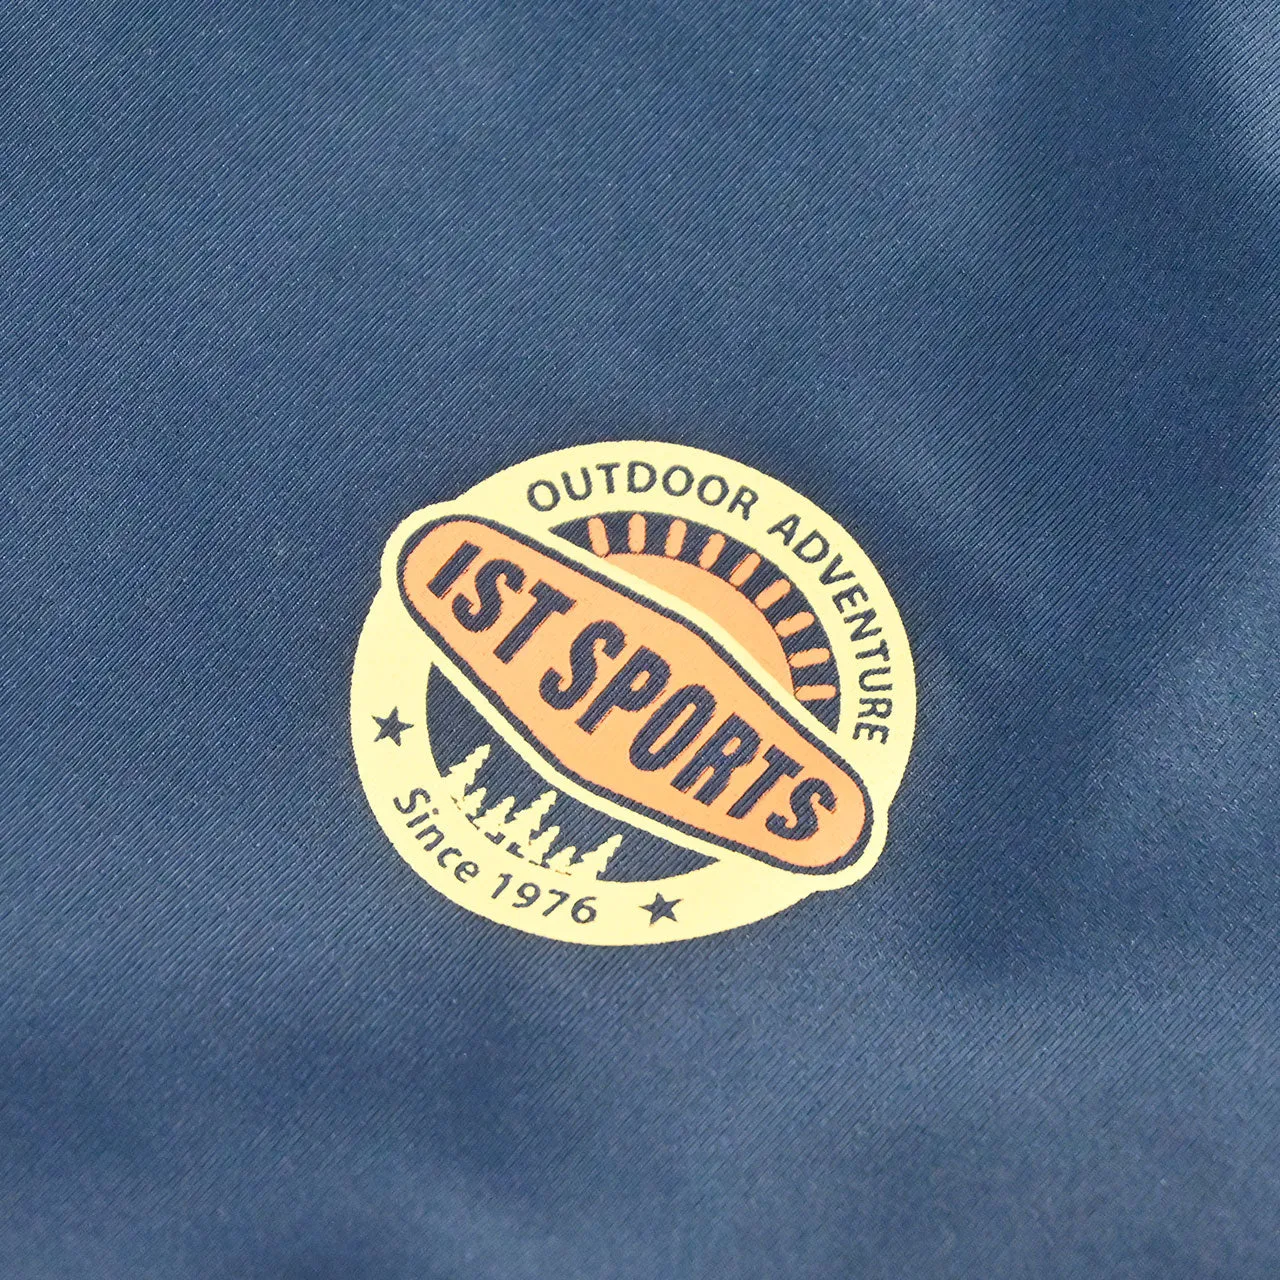 OUTDOOR ADVENTURE
IST SPORTS
Since 1976